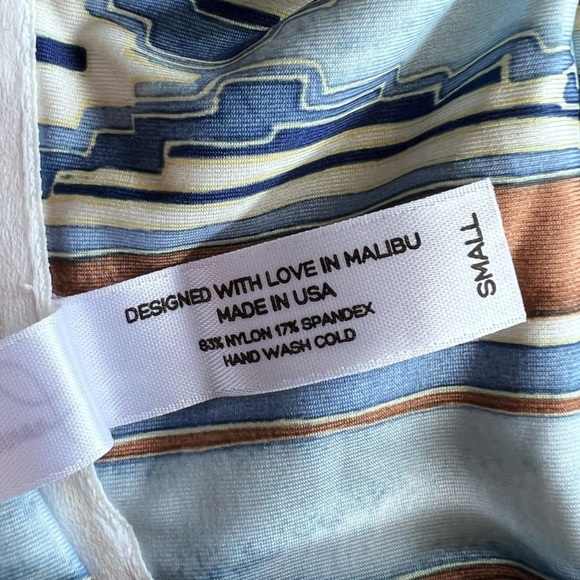 DESIGNED WITH LOVE IN MALIBU
MADE IN USA
83% NYLON 17% SPANDEX
HAND WASH COLD
SMALL